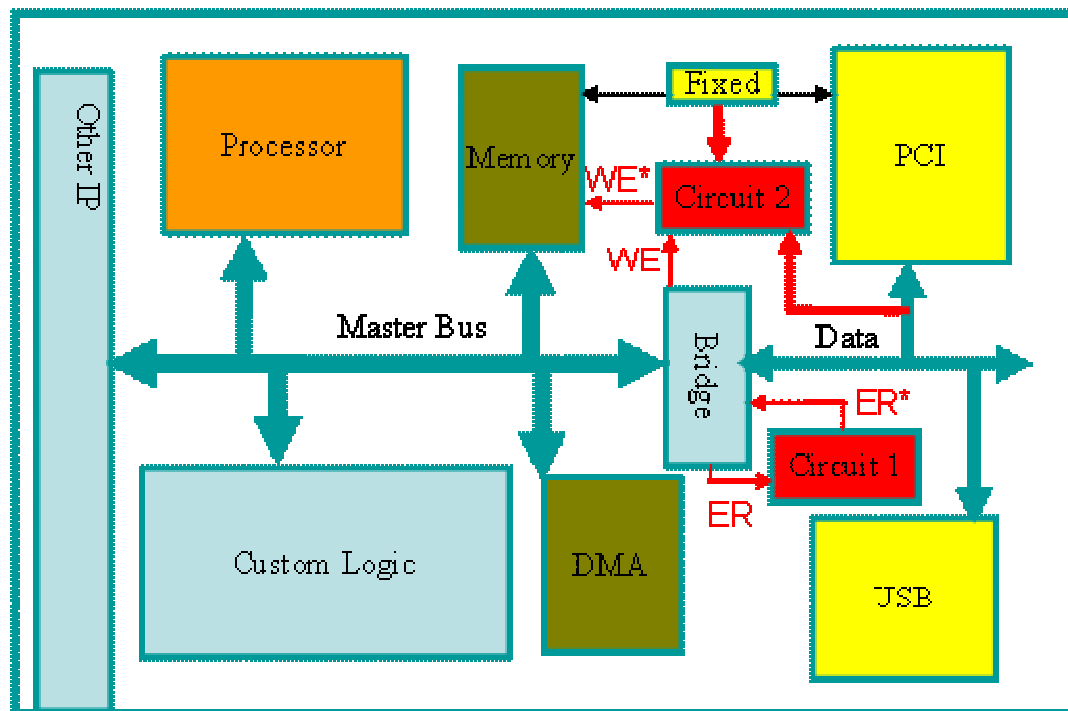 Other IP
Processor
Memory
Fixed
PCI
WE*
Circuit 2
WE
Master Bus
Bridge
Data
ER*
Circuit 1
ER
Custom Logic
DMA
USB